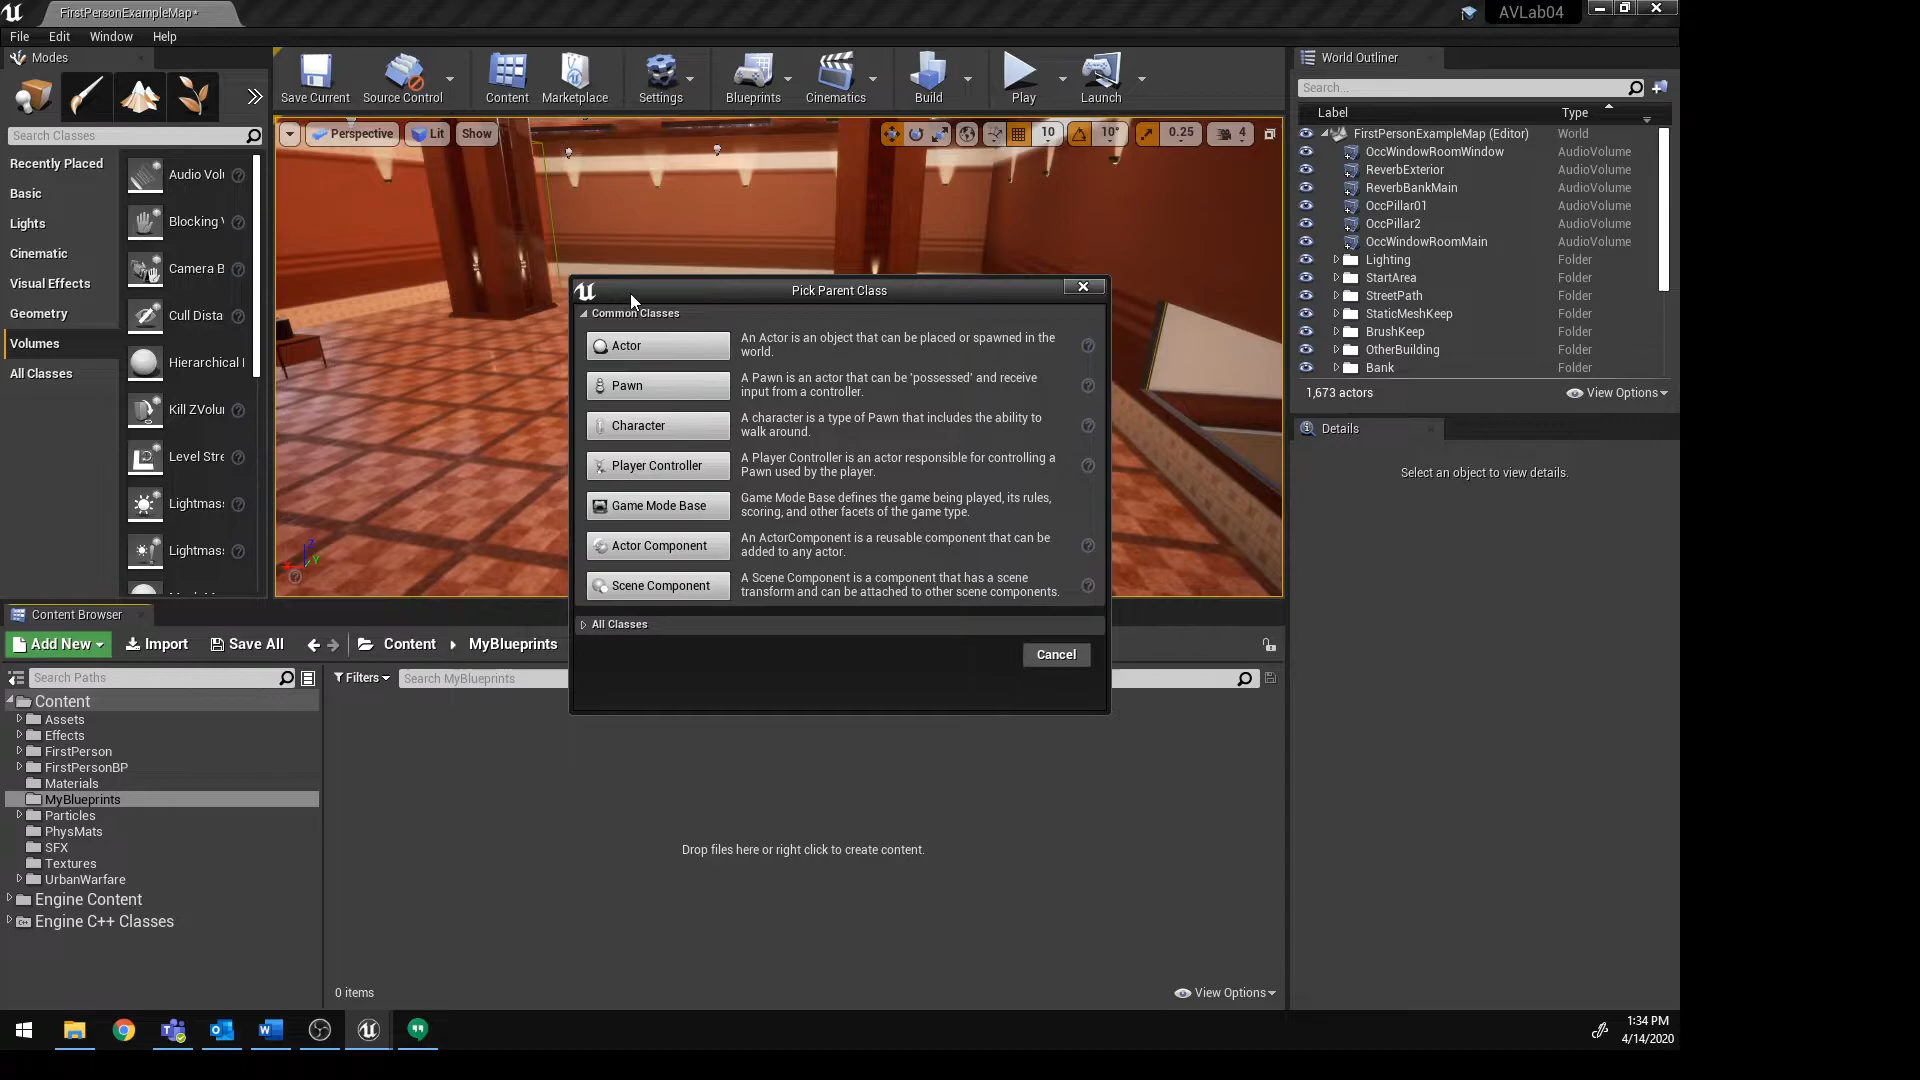 FirstPersonExampleMap*
AVLab04
File Edit Window Help
Modes
Search Classes
Recently Placed
Basic
Lights
Cinematic
Visual Effects
Geometry
Volumes
All Classes
Audio Volu
Blocking V
Camera B
Cull Dista
Hierarchical I
Kill ZVolu
Level Stre
Lightmas
Lightmas
Save Current
Source Control
Content
Marketplace
Settings
Blueprints
Cinematics
Build
Play
Launch
Perspective
Lit
Show
10
10°
0.25
4
World Outliner
Search...
Label Type
FirstPersonExampleMap (Editor) World
OccWindowRoomWindow AudioVolume
ReverbExterior AudioVolume
ReverbBankMain AudioVolume
OccPillar01 AudioVolume
OccPillar2 AudioVolume
OccWindowRoomMain AudioVolume
Lighting Folder
StartArea Folder
StreetPath Folder
StaticMeshKeep Folder
BrushKeep Folder
OtherBuilding Folder
Bank Folder
1,673 actors
View Options
Details
Select an object to view details.
Pick Parent Class
Common Classes
Actor
An Actor is an object that can be placed or spawned in the
world.
Pawn
A Pawn is an actor that can be 'possessed' and receive
input from a controller.
Character
A character is a type of Pawn that includes the ability to
walk around.
Player Controller
A Player Controller is an actor responsible for controlling a
Pawn used by the player.
Game Mode Base
Game Mode Base defines the game being played, its rules,
scoring, and other facets of the game type.
Actor Component
An ActorComponent is a reusable component that can be
added to any actor.
Scene Component
A Scene Component is a component that has a scene
transform and can be attached to other scene components.
All Classes
Cancel
Z
Y
Content Browser
Add New
Import
Save All
Content
MyBlueprints
Search Paths
Filters
Search MyBlueprints
Content
Assets
Effects
FirstPerson
FirstPersonBP
Materials
MyBlueprints
Particles
PhysMats
SFX
Textures
UrbanWarfare
Engine Content
Engine C++ Classes
Drop files here or right click to create content.
0 items
View Options
1:34 PM
4/14/2020